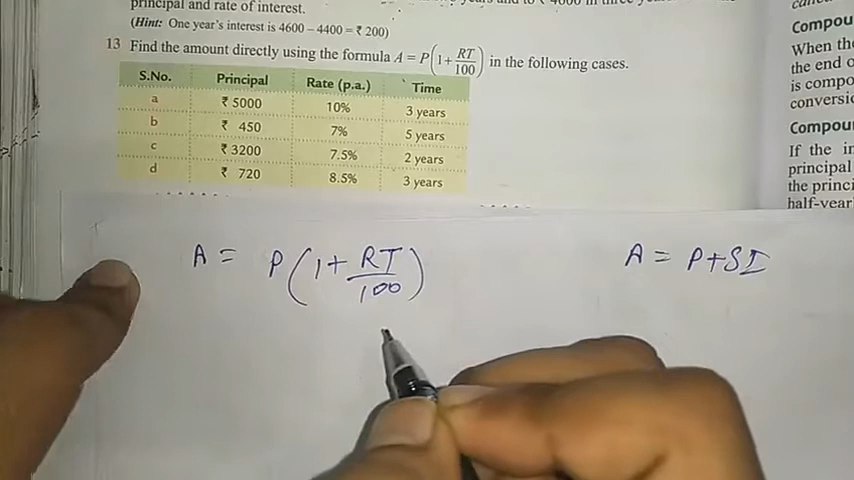 principal and rate of interest.
(Hint: One year's interest is 4600 – 4400 = ₹ 200)
13 Find the amount directly using the formula A = P(1 + RT/100) in the following cases.
S.No. Principal Rate (p.a.) Time
a ₹ 5000 10% 3 years
b ₹ 450 7% 5 years
c ₹ 3200 7.5% 2 years
d ₹ 720 8.5% 3 years
A = P(1 + RT/100)
A = P+SI
Compou
When the
the end o
is compo
conversio
Compou
If the in
principal
the princi
half-year